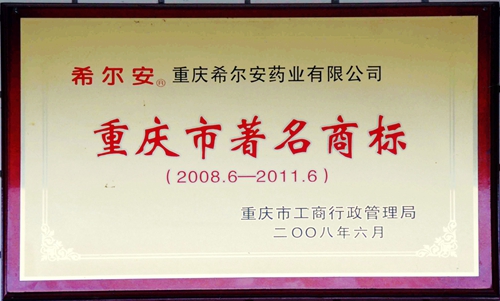 希尔安® 重庆希尔安药业有限公司
重庆市著名商标
(2008.6—2011.6)
重庆市工商行政管理局
二〇〇八年六月